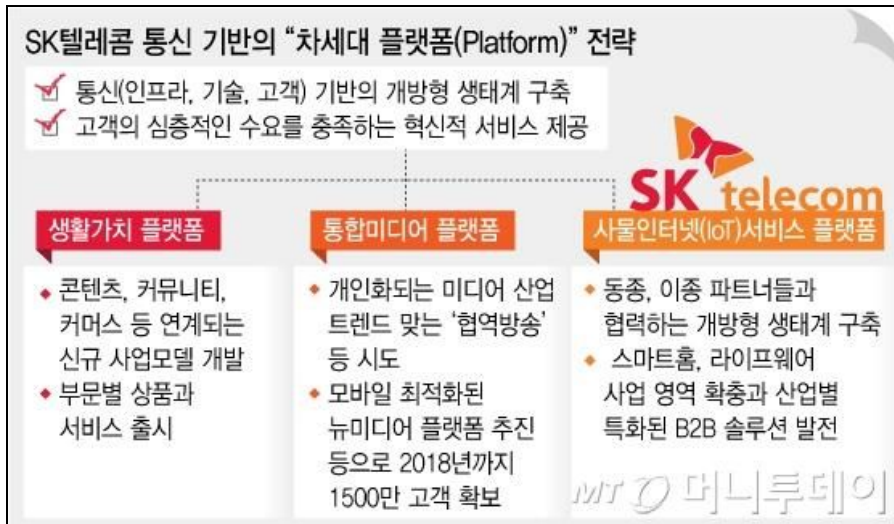 SK텔레콤 통신 기반의 “차세대 플랫폼(Platform)” 전략
통신(인프라, 기술, 고객) 기반의 개방형 생태계 구축
고객의 심층적인 수요를 충족하는 혁신적 서비스 제공
SK telecom
생활가치 플랫폼
콘텐츠, 커뮤니티,
커머스 등 연계되는
신규 사업모델 개발
부문별 상품과
서비스 출시
통합미디어 플랫폼
개인화되는 미디어 산업
트렌드 맞는 ‘협역방송’
등 시도
모바일 최적화된
뉴미디어 플랫폼 추진
등으로 2018년까지
1500만 고객 확보
사물인터넷(IoT)서비스 플랫폼
동종, 이종 파트너들과
협력하는 개방형 생태계 구축
스마트홈, 라이프웨어
사업 영역 확충과 산업별
특화된 B2B 솔루션 발전
MT 머니투데이